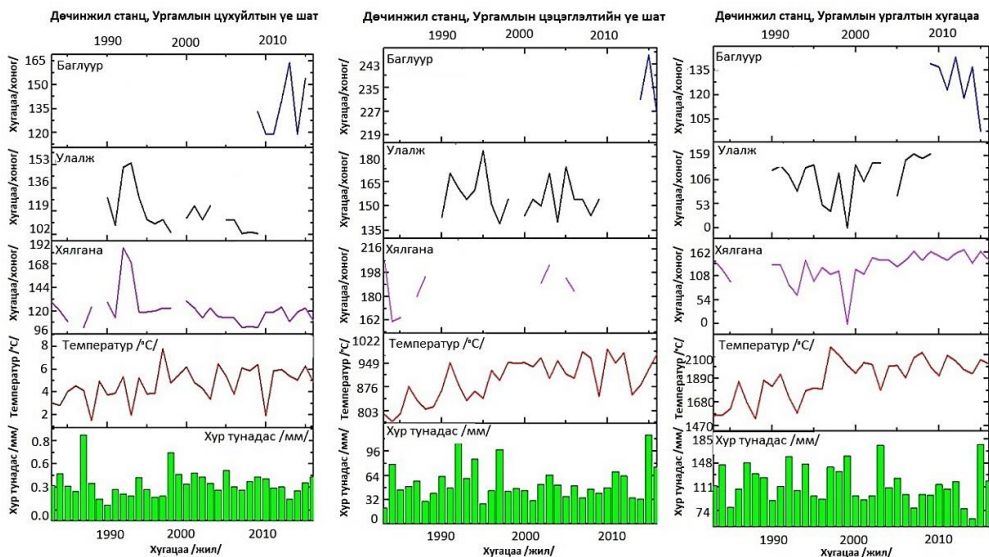 Дөчинжил станц, Ургамлын цухуйлтын үе шат
1990 2000 2010
Баглуур
Хугацаа/хоног/
165
150
135
120
Улалж
Хугацаа/хоног/
153
136
119
102
Хялгана
Хугацаа/хоног/
192
168
144
120
96
Температур /°C/
Температур /°C/
8
6
4
2
Хур тунадас /мм/
Хур тунадас /мм/
0.8
0.6
0.3
0.0
1990 2000 2010
Хугацаа /жил/
Дөчинжил станц, Ургамлын цэцэглэлтийн үе шат
1990 2000 2010
Баглуур
Хугацаа/хоног/
243
235
227
219
Улалж
Хугацаа/хоног/
180
165
150
135
Хялгана
Хугацаа/хоног/
216
198
180
162
Температур /°C/
Температур /°C/
1022
949
876
803
Хур тунадас /мм/
Хур тунадас /мм/
96
64
32
0
1990 2000 2010
Хугацаа /жил/
Дөчинжил станц, Ургамлын ургалтын хугацаа
1990 2000 2010
Баглуур
Хугацаа/хоног/
135
120
105
Улалж
Хугацаа/хоног/
159
106
53
0
Хялгана
Хугацаа/хоног/
162
108
54
0
Температур /°C/
Температур /°C/
2100
1890
1680
1470
Хур тунадас /мм/
Хур тунадас /мм/
185
148
111
74
1990 2000 2010
Хугацаа /жил/